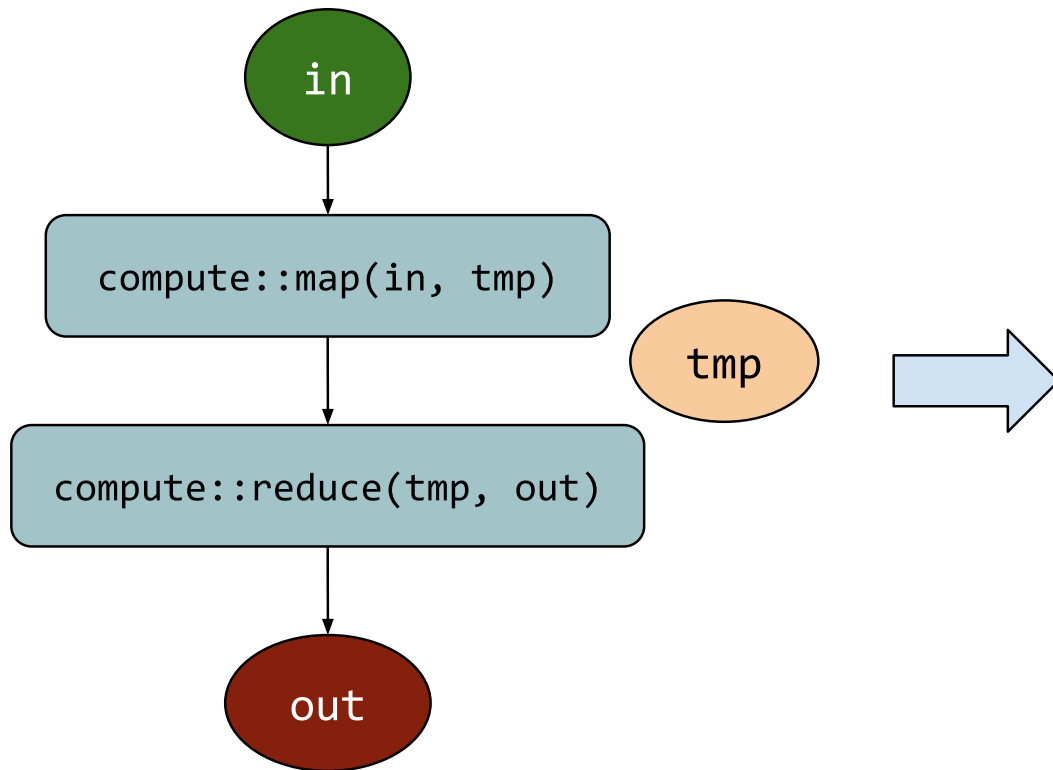 in
compute::map(in, tmp)
tmp
compute::reduce(tmp, out)
out